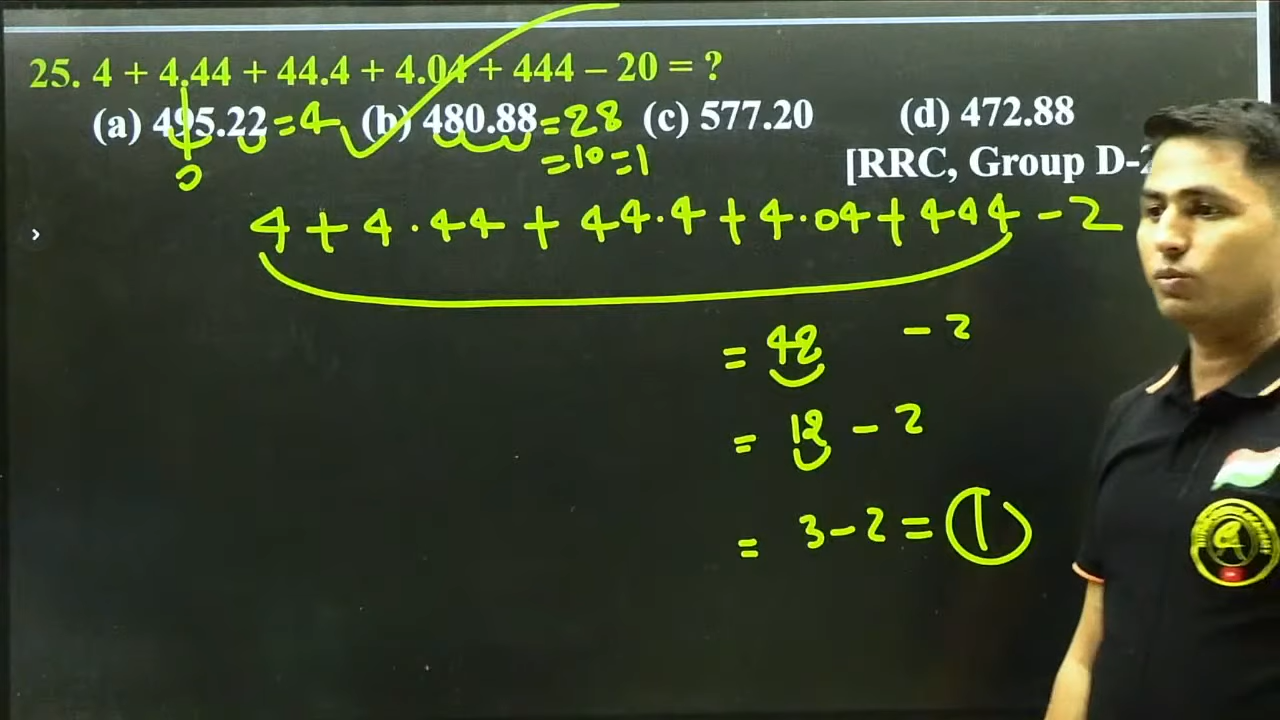 25. 4 + 4.44 + 44.4 + 4.04 + 444 – 20 = ?
(a) 495.22 = 4 (b) 480.88 = 28 (c) 577.20 (d) 472.88
= 10 = 1
[RRC, Group D-2
4 + 4.44 + 44.4 + 4.04 + 444 - 2
= 48 - 2
= 12 - 2
= 3 - 2 = 1